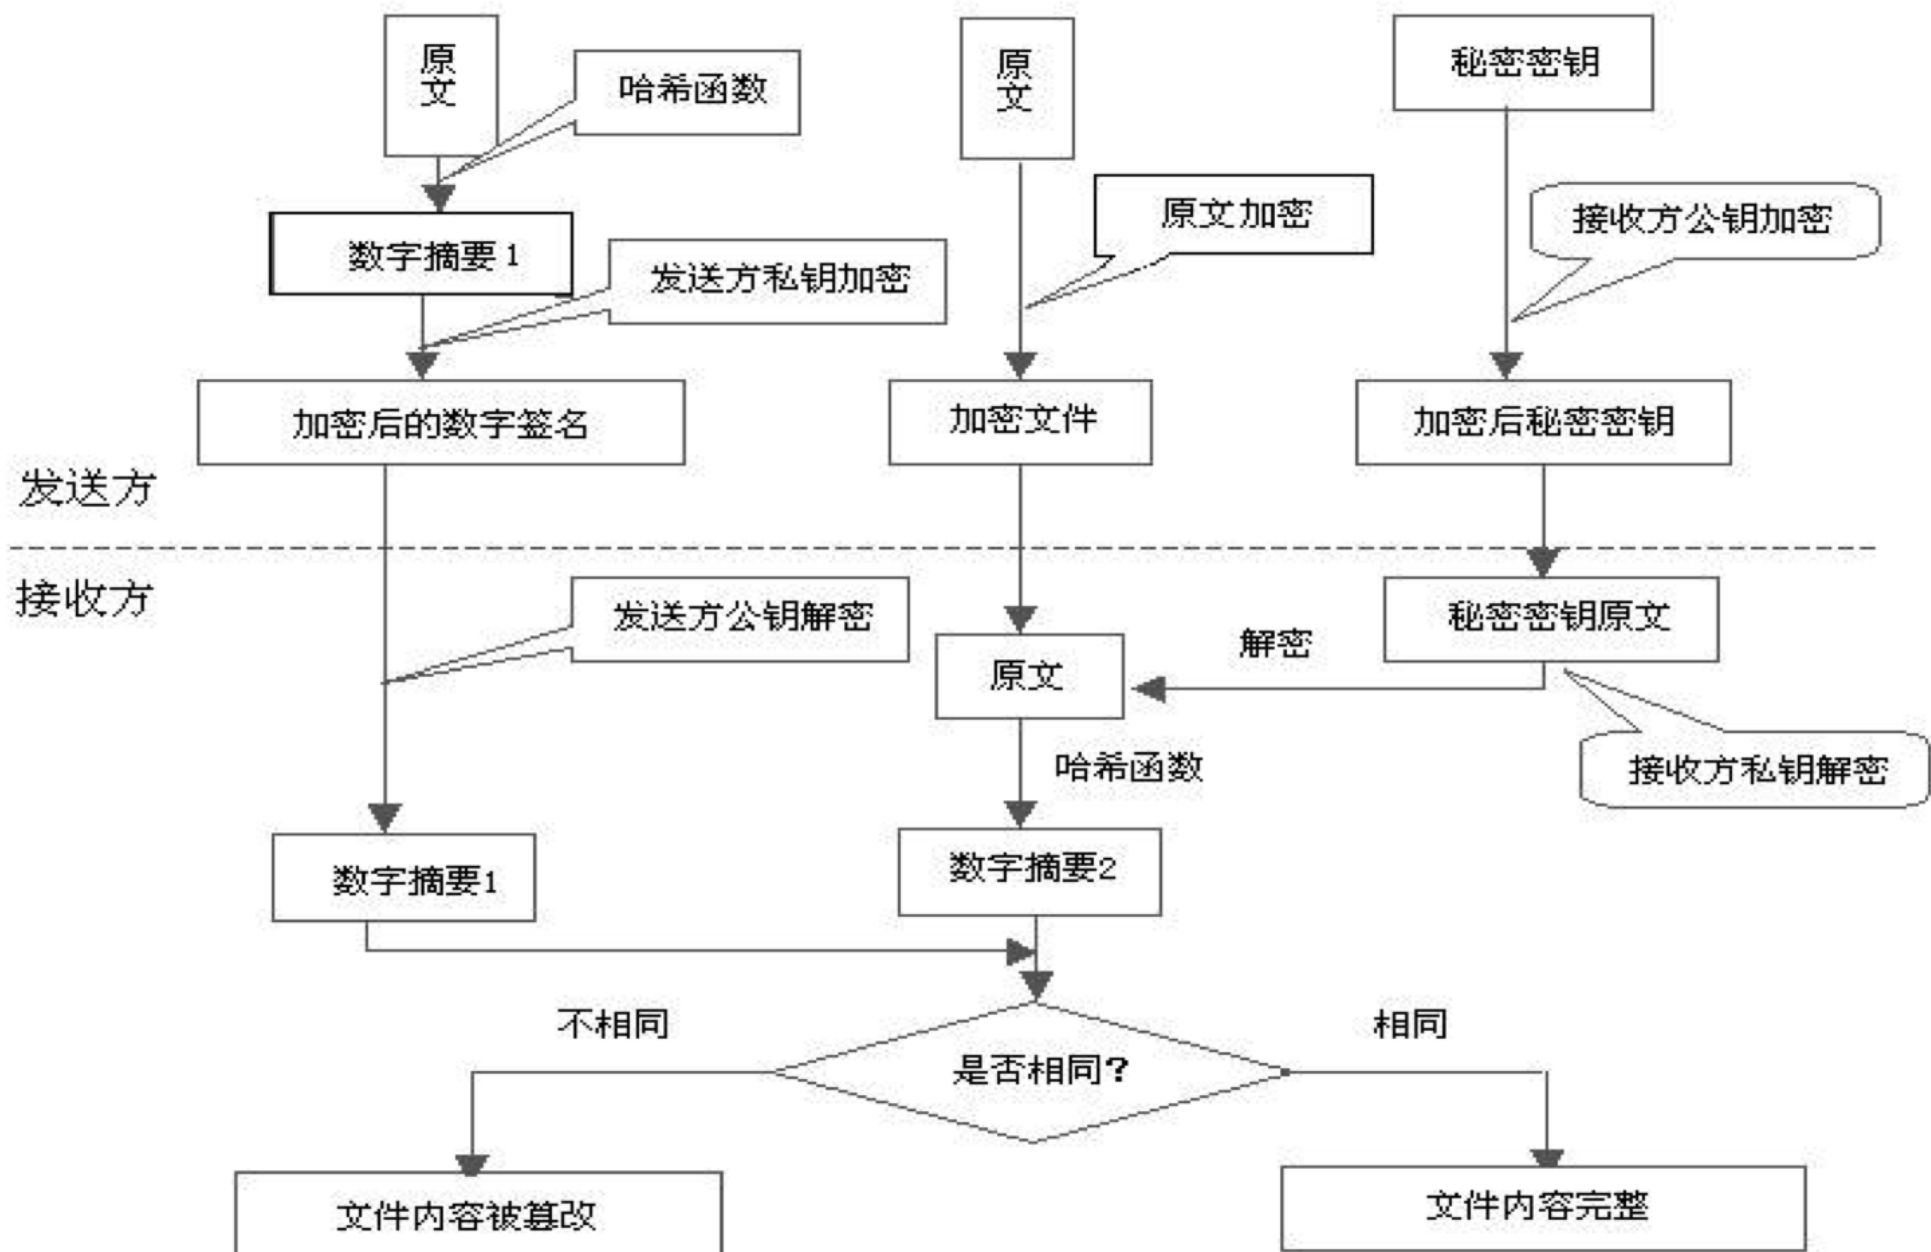 原
文
哈希函数
原
文
秘密密钥
数字摘要1
发送方私钥加密
原文加密
接收方公钥加密
加密后的数字签名
加密文件
加密后秘密密钥
发送方
接收方
发送方公钥解密
原文
解密
秘密密钥原文
哈希函数
接收方私钥解密
数字摘要1
数字摘要2
不相同
是否相同?
相同
文件内容被篡改
文件内容完整